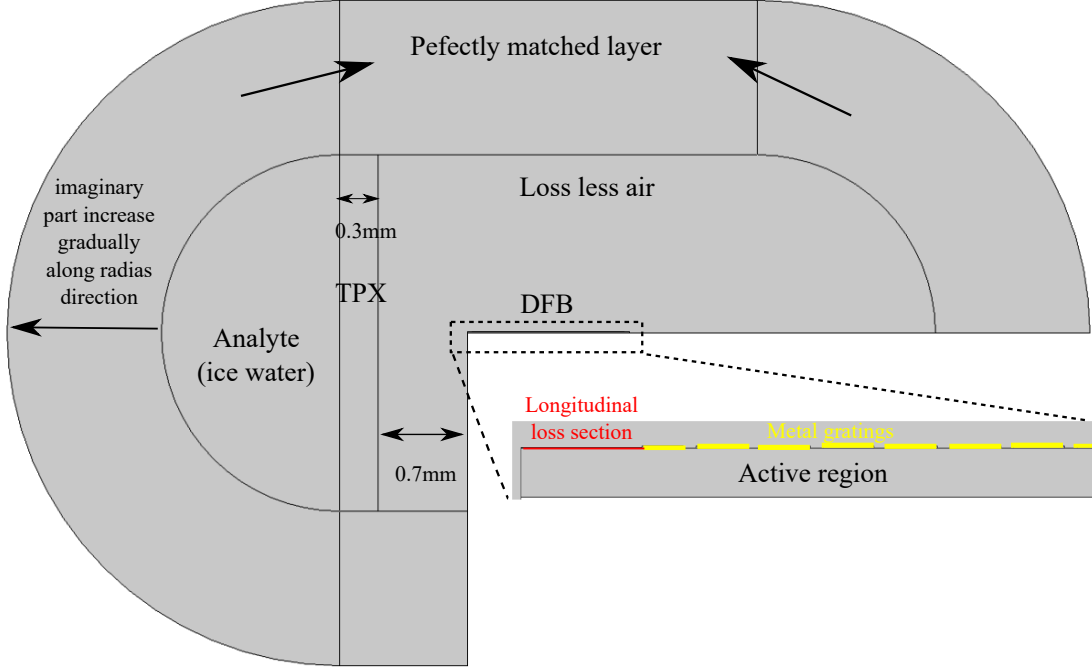 Pefectly matched layer
imaginary
part increase
gradually
along radias
direction
Loss less air
0.3mm
TPX
DFB
Analyte
(ice water)
Longitudinal
loss section
Metal gratings
0.7mm
Active region